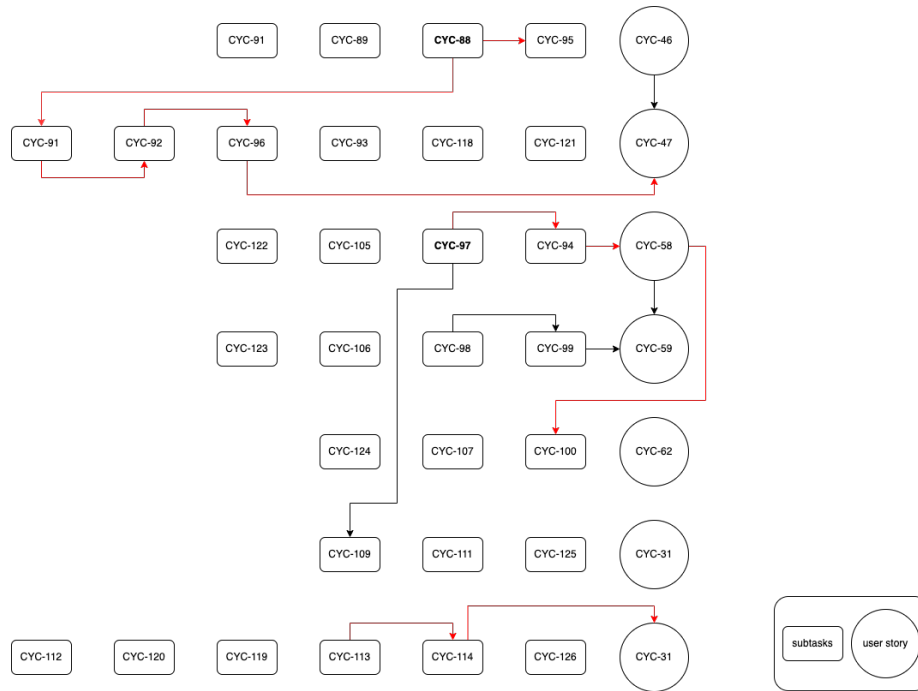 CYC-91 CYC-89 CYC-88 CYC-95 CYC-46
CYC-91 CYC-92 CYC-96 CYC-93 CYC-118 CYC-121 CYC-47
CYC-122 CYC-105 CYC-97 CYC-94 CYC-58
CYC-123 CYC-106 CYC-98 CYC-99 CYC-59
CYC-124 CYC-107 CYC-100 CYC-62
CYC-109 CYC-111 CYC-125 CYC-31
CYC-112 CYC-120 CYC-119 CYC-113 CYC-114 CYC-126 CYC-31
subtasks user story